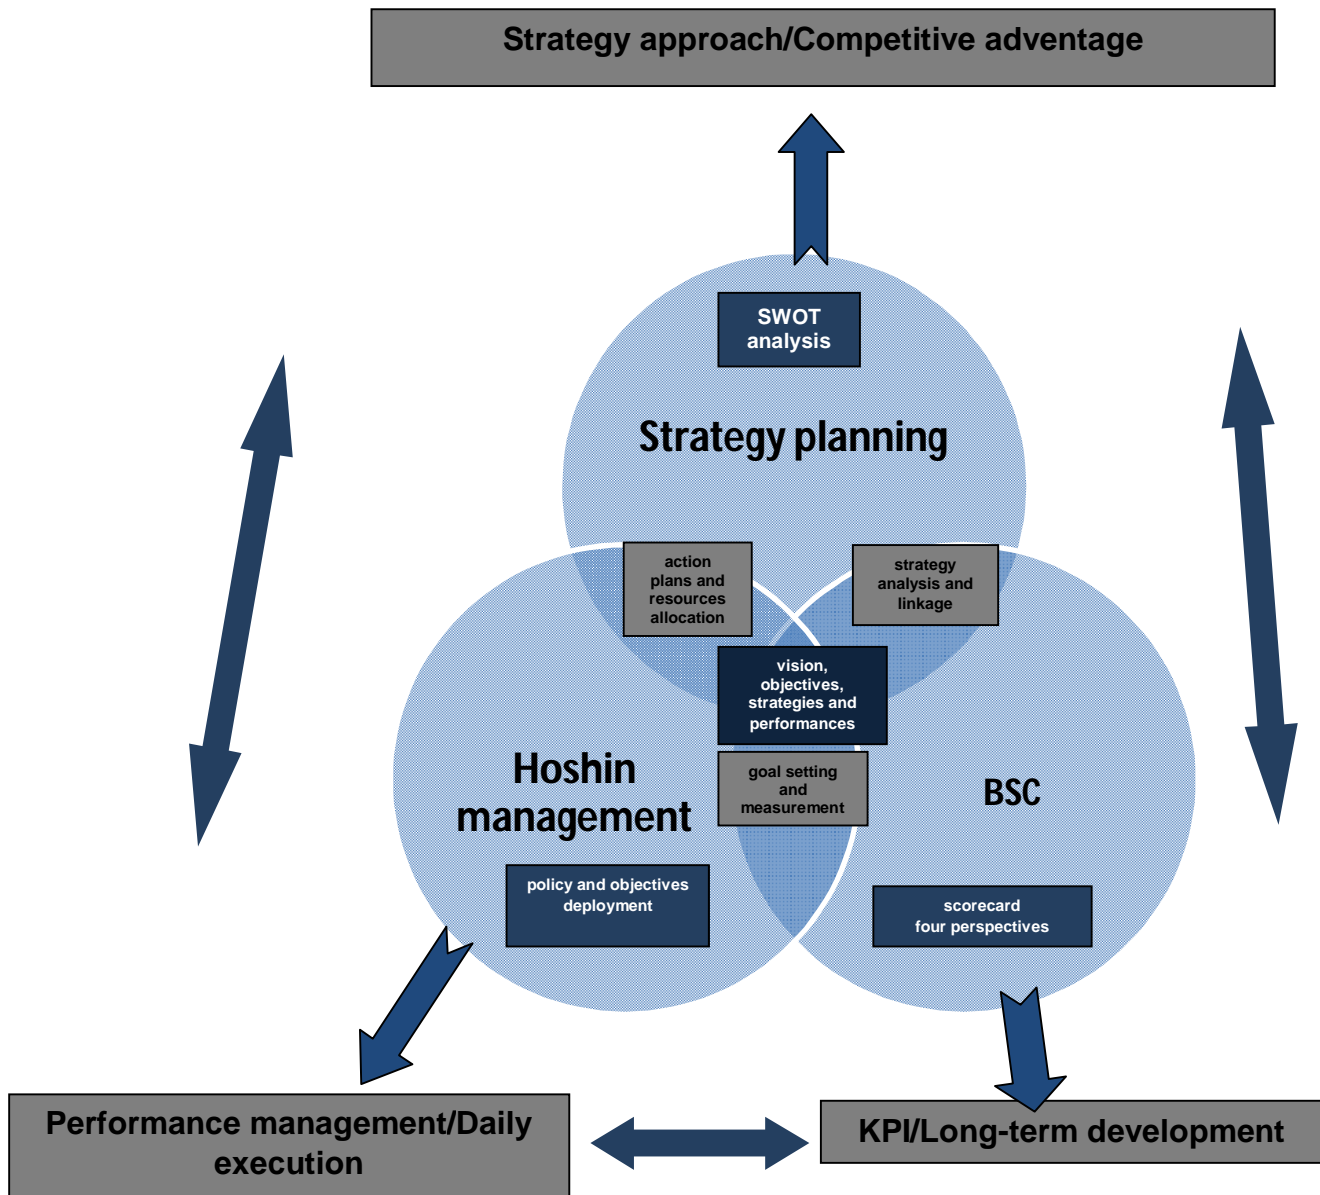 Strategy approach/Competitive adventage
SWOT
analysis
Strategy planning
action
plans and
resources
allocation
strategy
analysis and
linkage
vision,
objectives,
strategies and
performances
goal setting
and
measurement
Hoshin
management
BSC
policy and objectives
deployment
scorecard
four perspectives
Performance management/Daily
execution
KPI/Long-term development